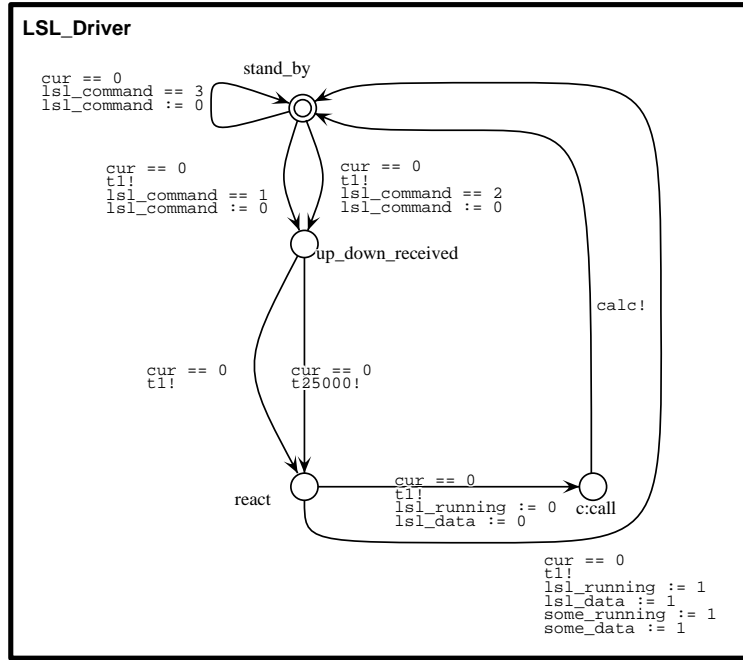 LSL_Driver
stand_by
cur == 0
lsl_command == 3
lsl_command := 0
cur == 0
t1!
lsl_command == 1
lsl_command := 0
cur == 0
t1!
lsl_command == 2
lsl_command := 0
up_down_received
calc!
cur == 0
t1!
cur == 0
t25000!
react
cur == 0
t1!
lsl_running := 0
lsl_data := 0
c:call
cur == 0
t1!
lsl_running := 1
lsl_data := 1
some_running := 1
some_data := 1